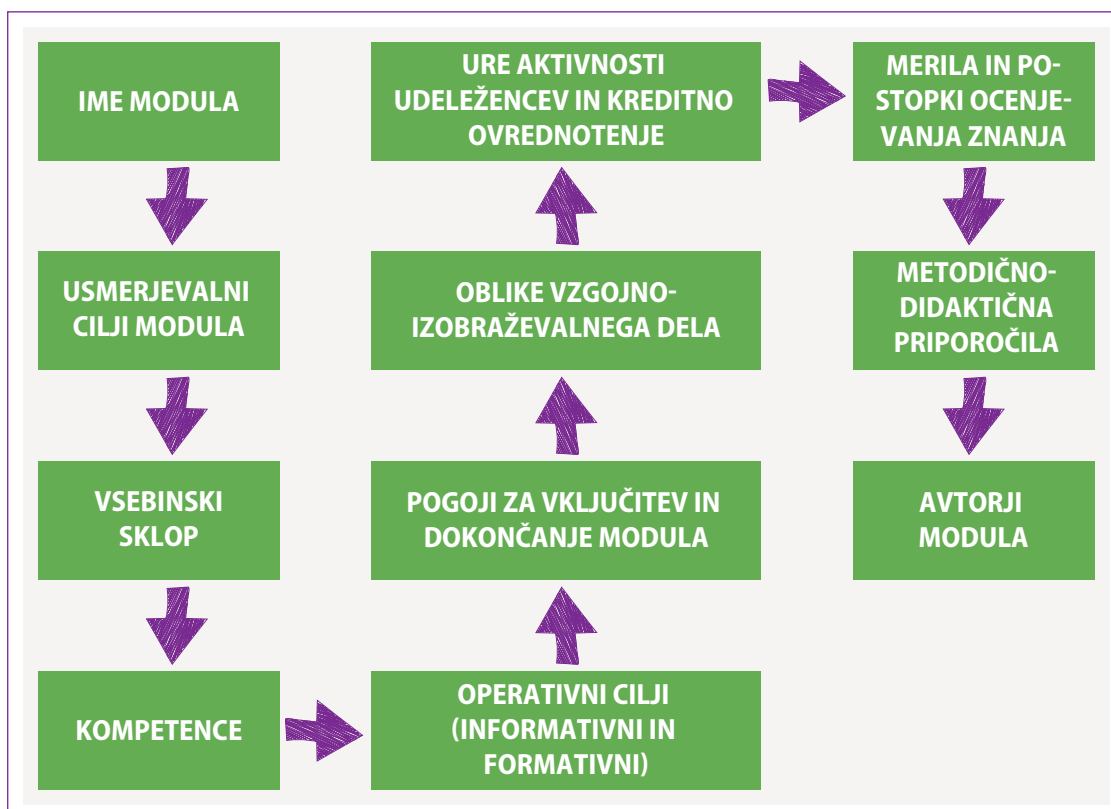 IME MODULA
USMERJEVALNI
CILJI MODULA
VSEBINSKI
SKLOP
KOMPETENCE
OPERATIVNI CILJI
(INFORMATIVNI IN
FORMATIVNI)
POGOJI ZA VKLJUČITEV IN
DOKONČANJE MODULA
OBLIKE VZGOJNO-
IZOBRAŽEVALNEGA DELA
URE AKTIVNOSTI
UDELEŽENCEV IN KREDITNO
OVREDNOTENJE
MERILA IN PO-
STOPKI OCENJE-
VANJA ZNANJA
METODIČNO-
DIDAKTIČNA
PRIPOROČILA
AVTORJI
MODULA